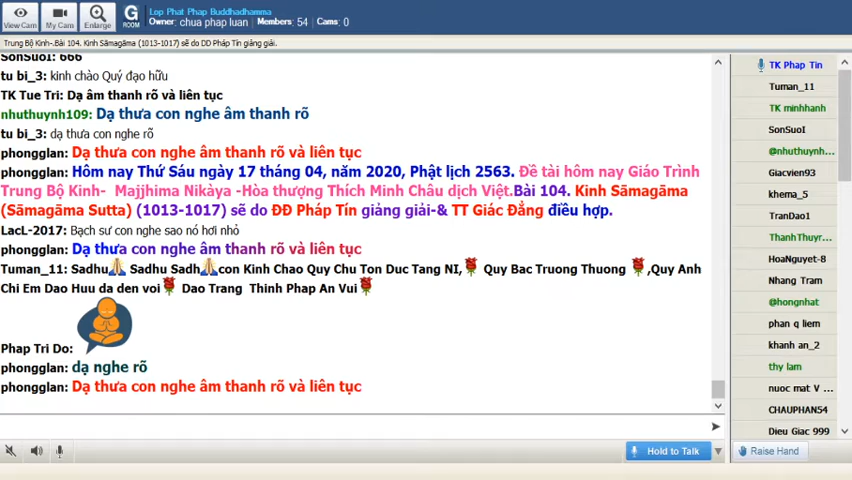 View Cam
My Cam
Enlarge
G
ROOM
Lop Phat Phap Buddhadhamma
Owner: chua phap luan Members: 54 Cams: 0
Trung Bộ Kinh-.Bài 104. Kinh Sāmagāma (1013-1017) sẽ do DD Pháp Tín giảng giải.
SonSuoI: 666
tu bi_3: kinh chào Quý đạo hữu
TK Tue Tri: Dạ âm thanh rõ và liên tục
nhuthuynh109: Dạ thưa con nghe âm thanh rõ
tu bi_3: dạ thưa con nghe rõ
phongglan: Dạ thưa con nghe âm thanh rõ và liên tục
phongglan: Hôm nay Thứ Sáu ngày 17 tháng 04, năm 2020, Phật lịch 2563. Đề tài hôm nay Giáo Trình
Trung Bộ Kinh- Majjhima Nikàya -Hòa thượng Thích Minh Châu dịch Việt.Bài 104. Kinh Sāmagāma
(Sāmagāma Sutta) (1013-1017) sẽ do ĐĐ Pháp Tín giảng giải-& TT Giác Đẳng điều hợp.
LacL-2017: Bạch sư con nghe sao nó hơi nhỏ
phongglan: Dạ thưa con nghe âm thanh rõ và liên tục
Tuman_11: Sadhu Sadhu Sadh con Kinh Chao Quy Chu Ton Duc Tang NI, Quy Bac Truong Thuong ,Quy Anh
Chi Em Dao Huu da den voi Dao Trang Thinh Phap An Vui
Phap Tri Do:
phongglan: dạ nghe rõ
phongglan: Dạ thưa con nghe âm thanh rõ và liên tục
Hold to Talk
TK Phap Tin
Tuman_11
TK minhhanh
SonSuoI
@nhuthuynh...
Giacvien93
khema_5
TranDao1
ThanhThuyr...
HoaNguyet-8
Nhang Tram
@hongnhat
phan q liem
khanh an_2
thy lam
nuoc mat V ...
CHAUPHAN54
Dieu Giac 999
Raise Hand